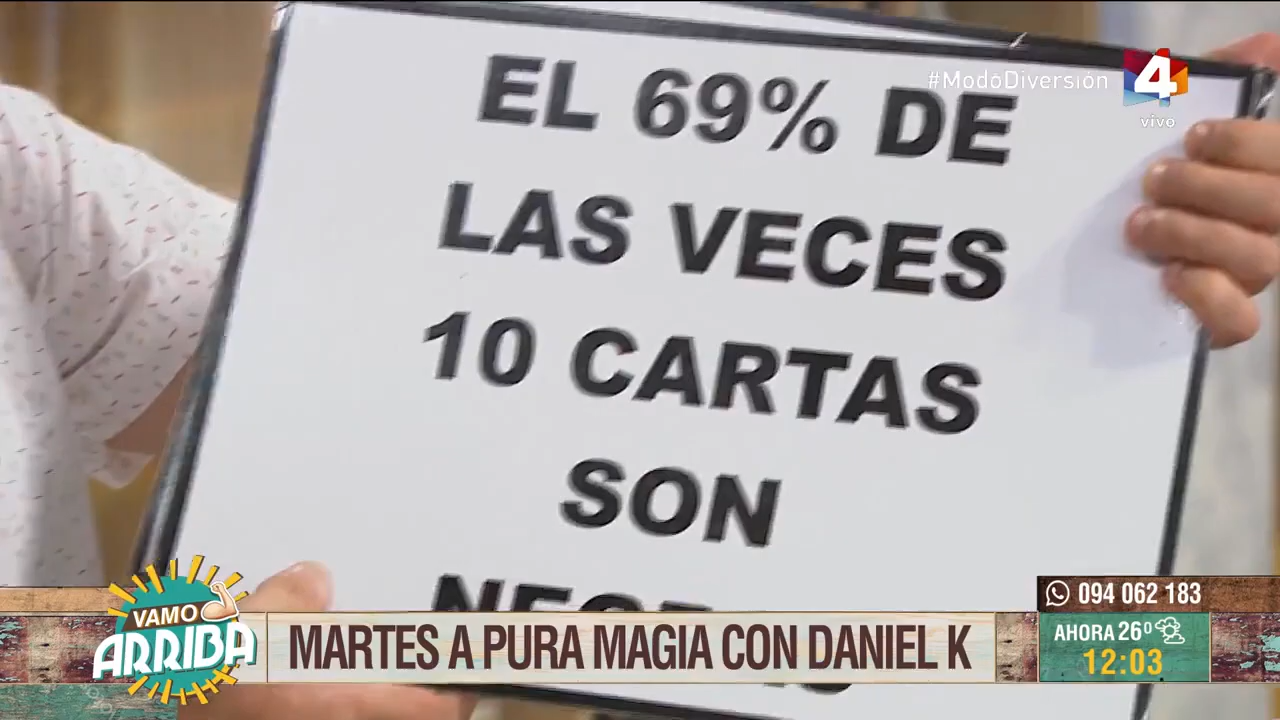 EL 69% DE
LAS VECES
10 CARTAS
SON
#ModoDiversión
4
vivo
VAMO
ARRIBA
MARTES A PURA MAGIA CON DANIEL K
094 062 183
AHORA 26º
12:03